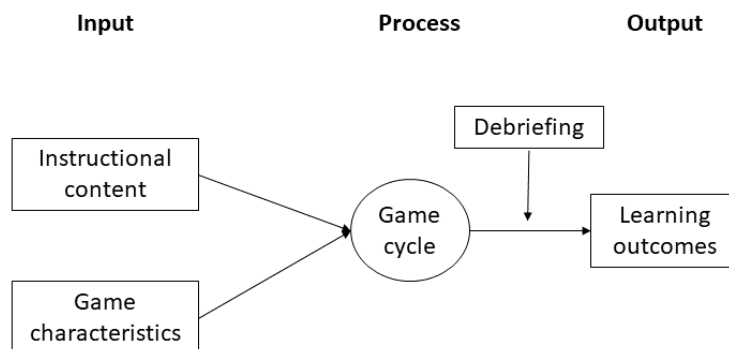 Input
Process
Output
Debriefing
Instructional
content
Game
cycle
Learning
outcomes
Game
characteristics